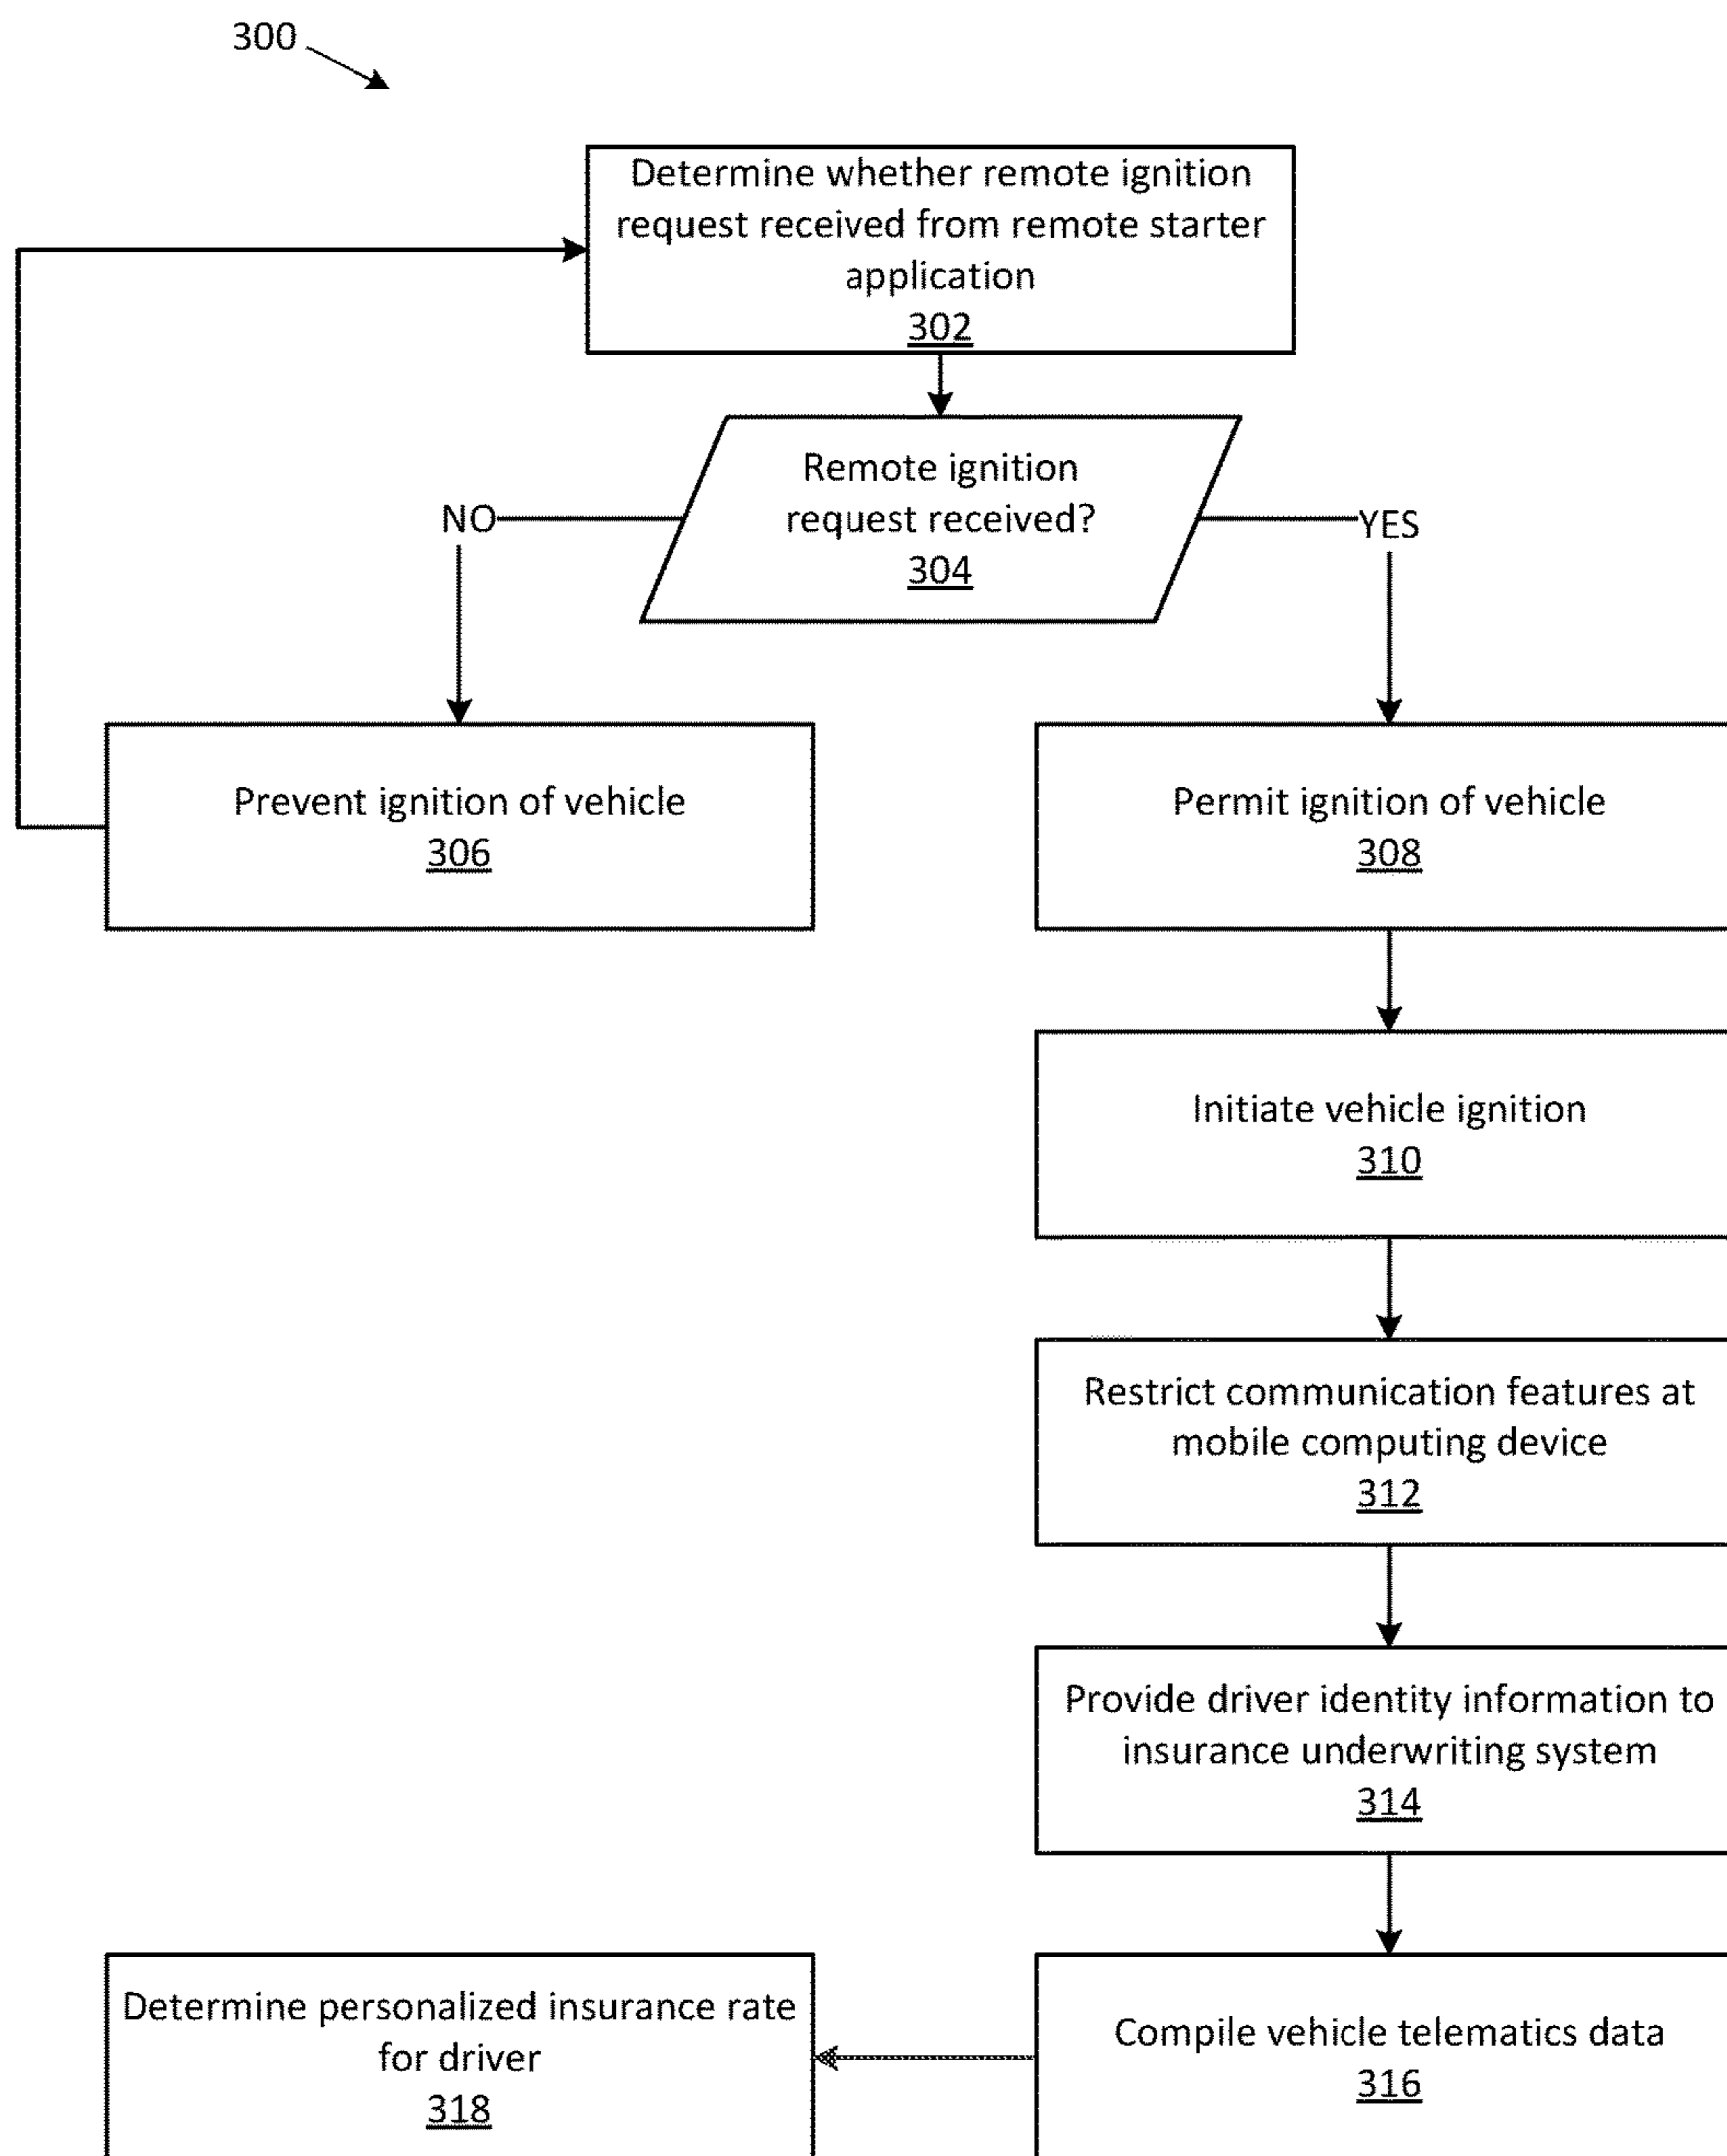 300
Determine whether remote ignition
request received from remote starter
application
302
Remote ignition
request received?
304
NO
YES
Prevent ignition of vehicle
306
Permit ignition of vehicle
308
Initiate vehicle ignition
310
Restrict communication features at
mobile computing device
312
Provide driver identity information to
insurance underwriting system
314
Determine personalized insurance rate
for driver
318
Compile vehicle telematics data
316